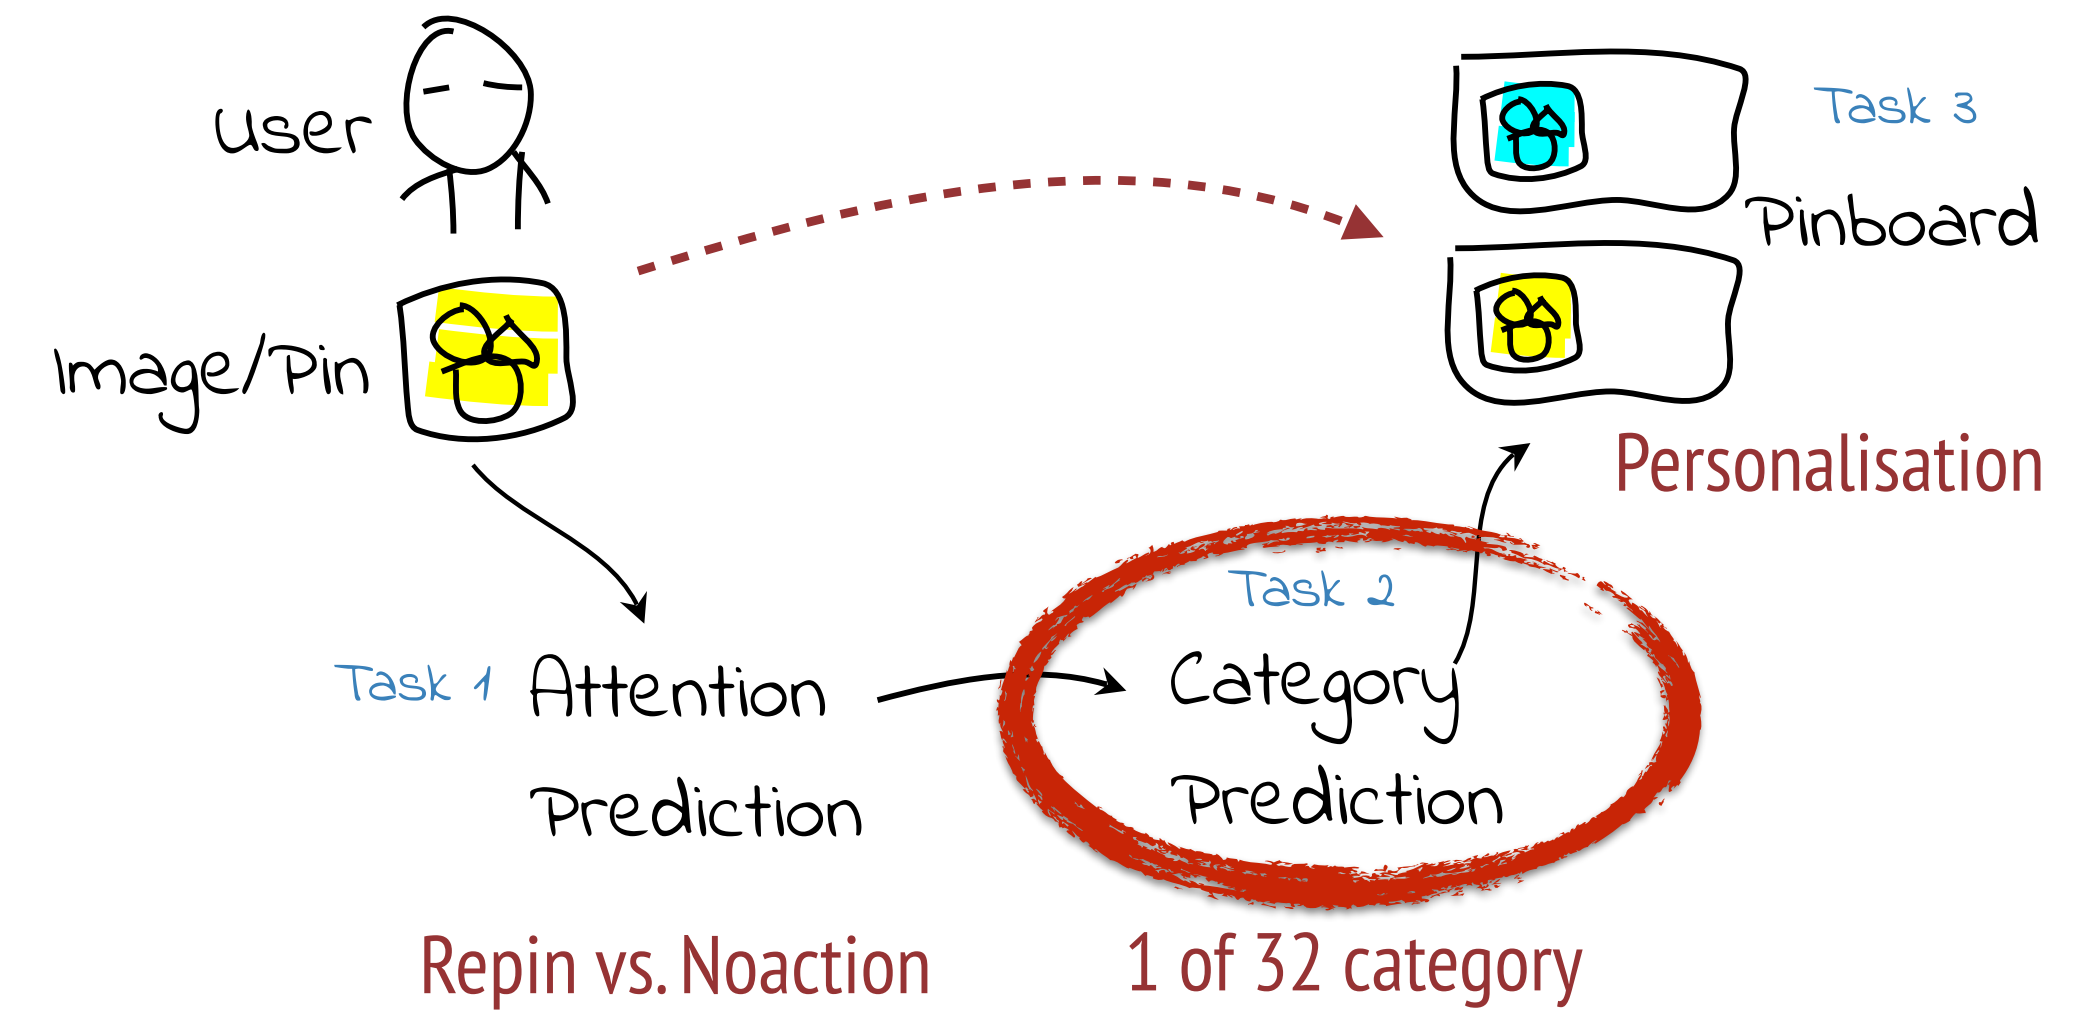 User
Image/Pin
Task 3
Pinboard
Personalisation
Task 1
Attention
Prediction
Repin vs. Noaction
Task 2
Category
Prediction
1 of 32 category